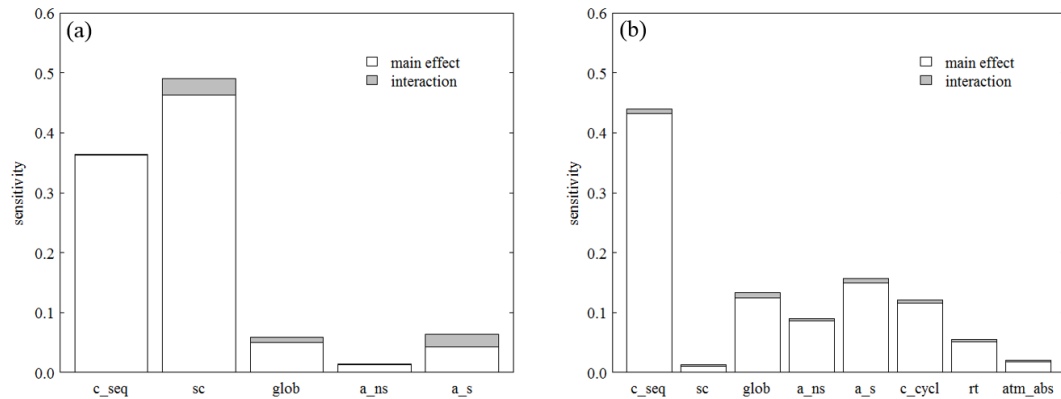 (a)
main effect
interaction
sensitivity
0.6
0.5
0.4
0.3
0.2
0.1
0.0
c_seq sc glob a_ns a_s
(b)
main effect
interaction
sensitivity
0.6
0.5
0.4
0.3
0.2
0.1
0.0
c_seq sc glob a_ns a_s c_cycl rt atm_abs